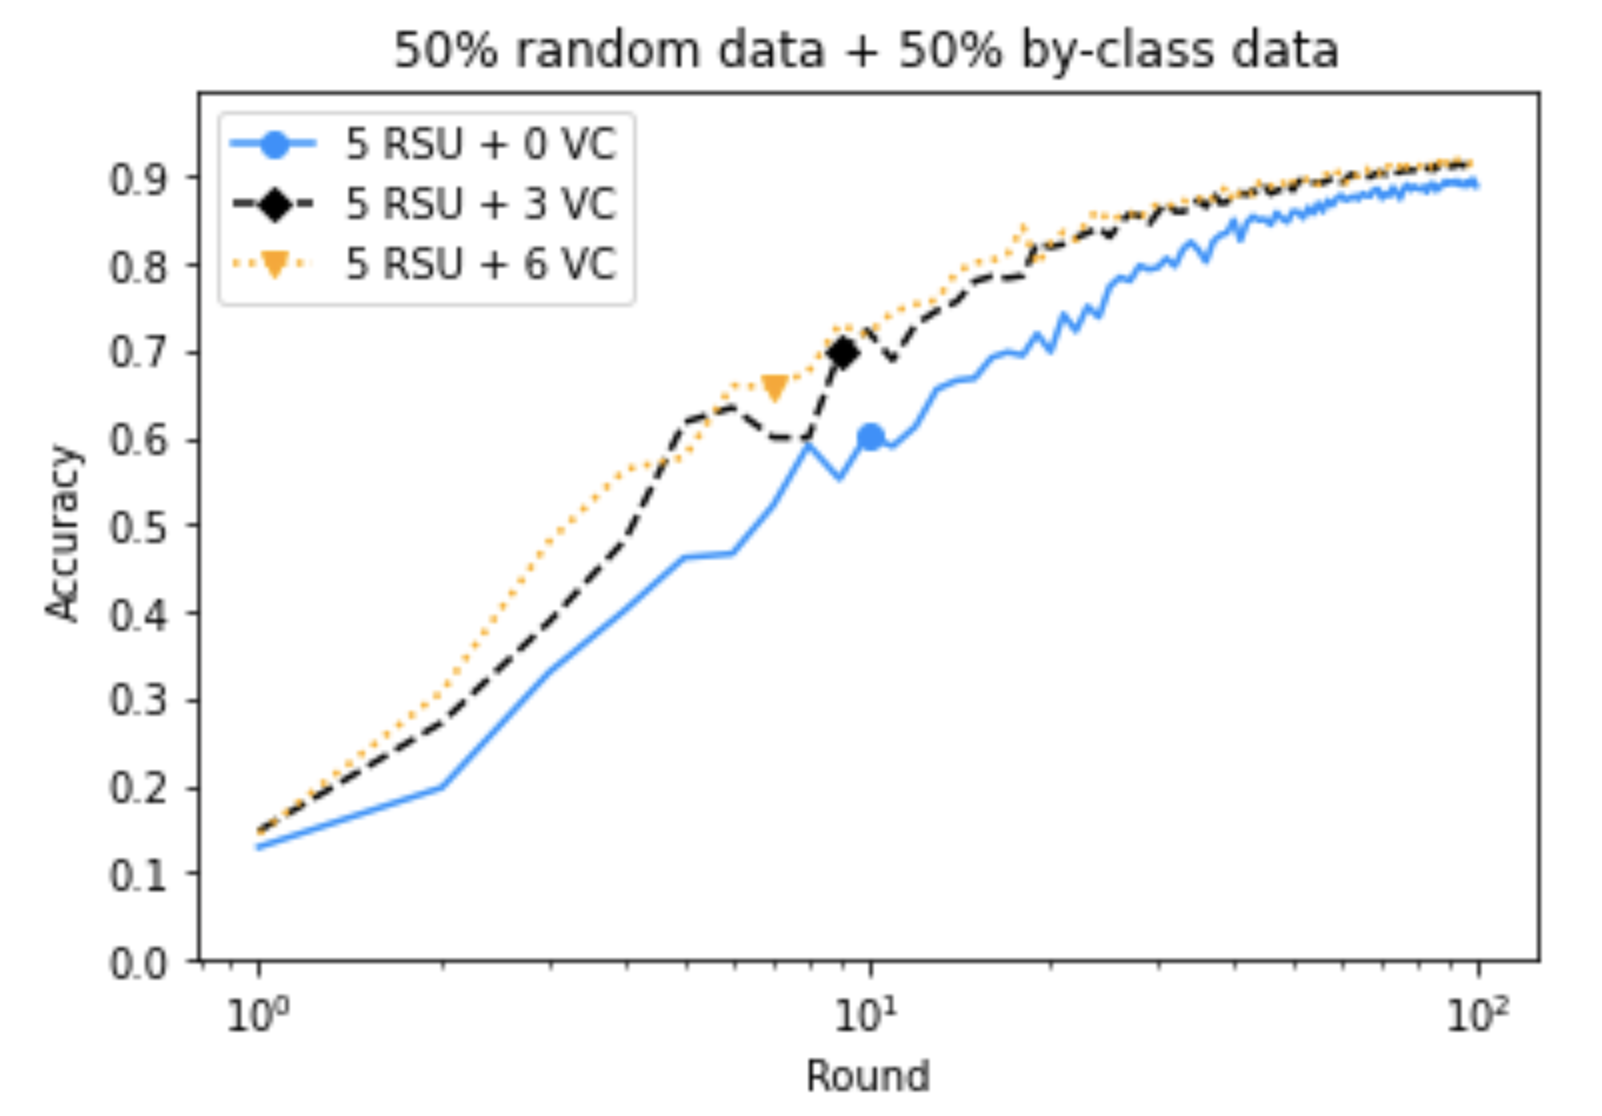 50% random data + 50% by-class data
5 RSU + 0 VC
5 RSU + 3 VC
5 RSU + 6 VC
0.9
0.8
0.7
0.6
0.5
0.4
0.3
0.2
0.1
0.0
Accuracy
10⁰ 10¹ 10²
Round